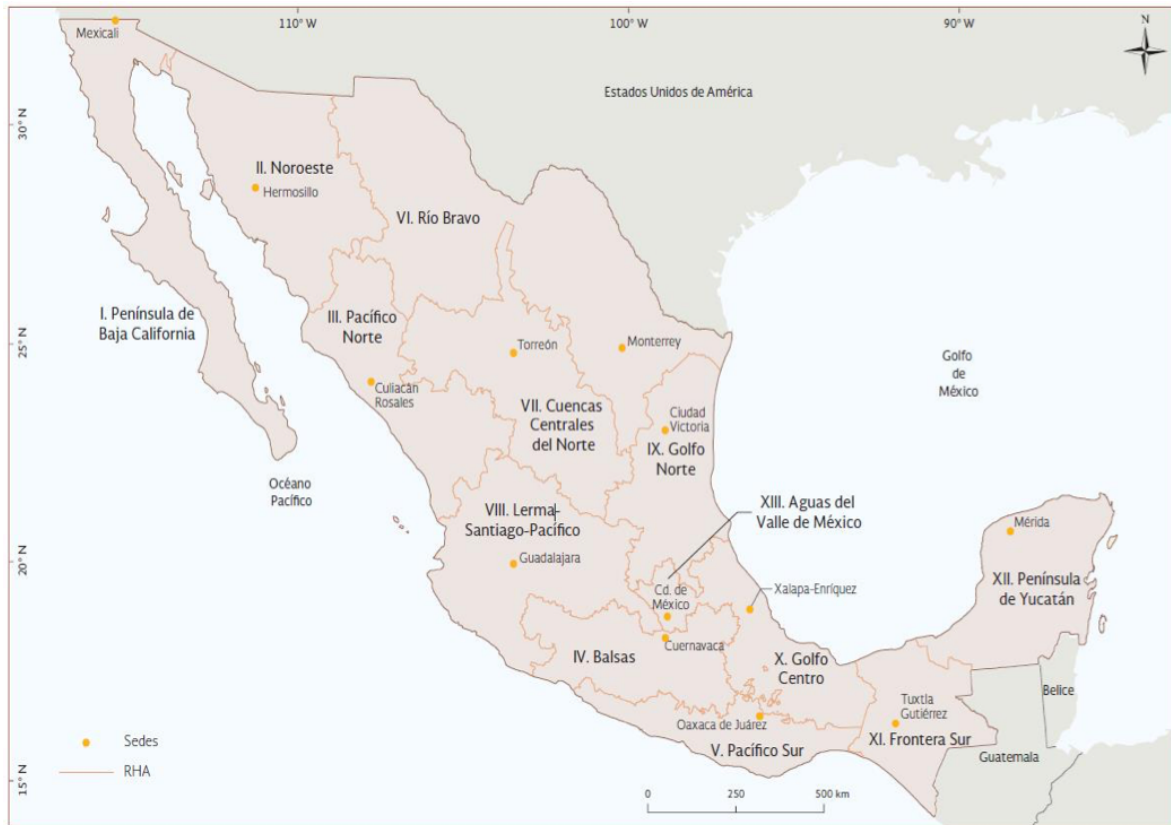 110° W
100° W
90° W
N
Mexicali
Estados Unidos de América
30° N
II. Noroeste
Hermosillo
VI. Río Bravo
I. Península de
Baja California
III. Pacífico
Norte
Torreón
Monterrey
25° N
Golfo
de
México
Culiacán
Rosales
VII. Cuencas
Centrales
del Norte
Ciudad
Victoria
IX. Golfo
Norte
Océano
Pacífico
VIII. Lerma-
Santiago-Pacífico
XIII. Aguas del
Valle de México
Mérida
20° N
Guadalajara
Cd. de
México
Xalapa-Enríquez
XII. Península
de Yucatán
Cuernavaca
IV. Balsas
X. Golfo
Centro
Belice
Tuxtla
Gutiérrez
Oaxaca de Juárez
XI. Frontera Sur
V. Pacífico Sur
Guatemala
Sedes
RHA
15° N
0
250
500 km